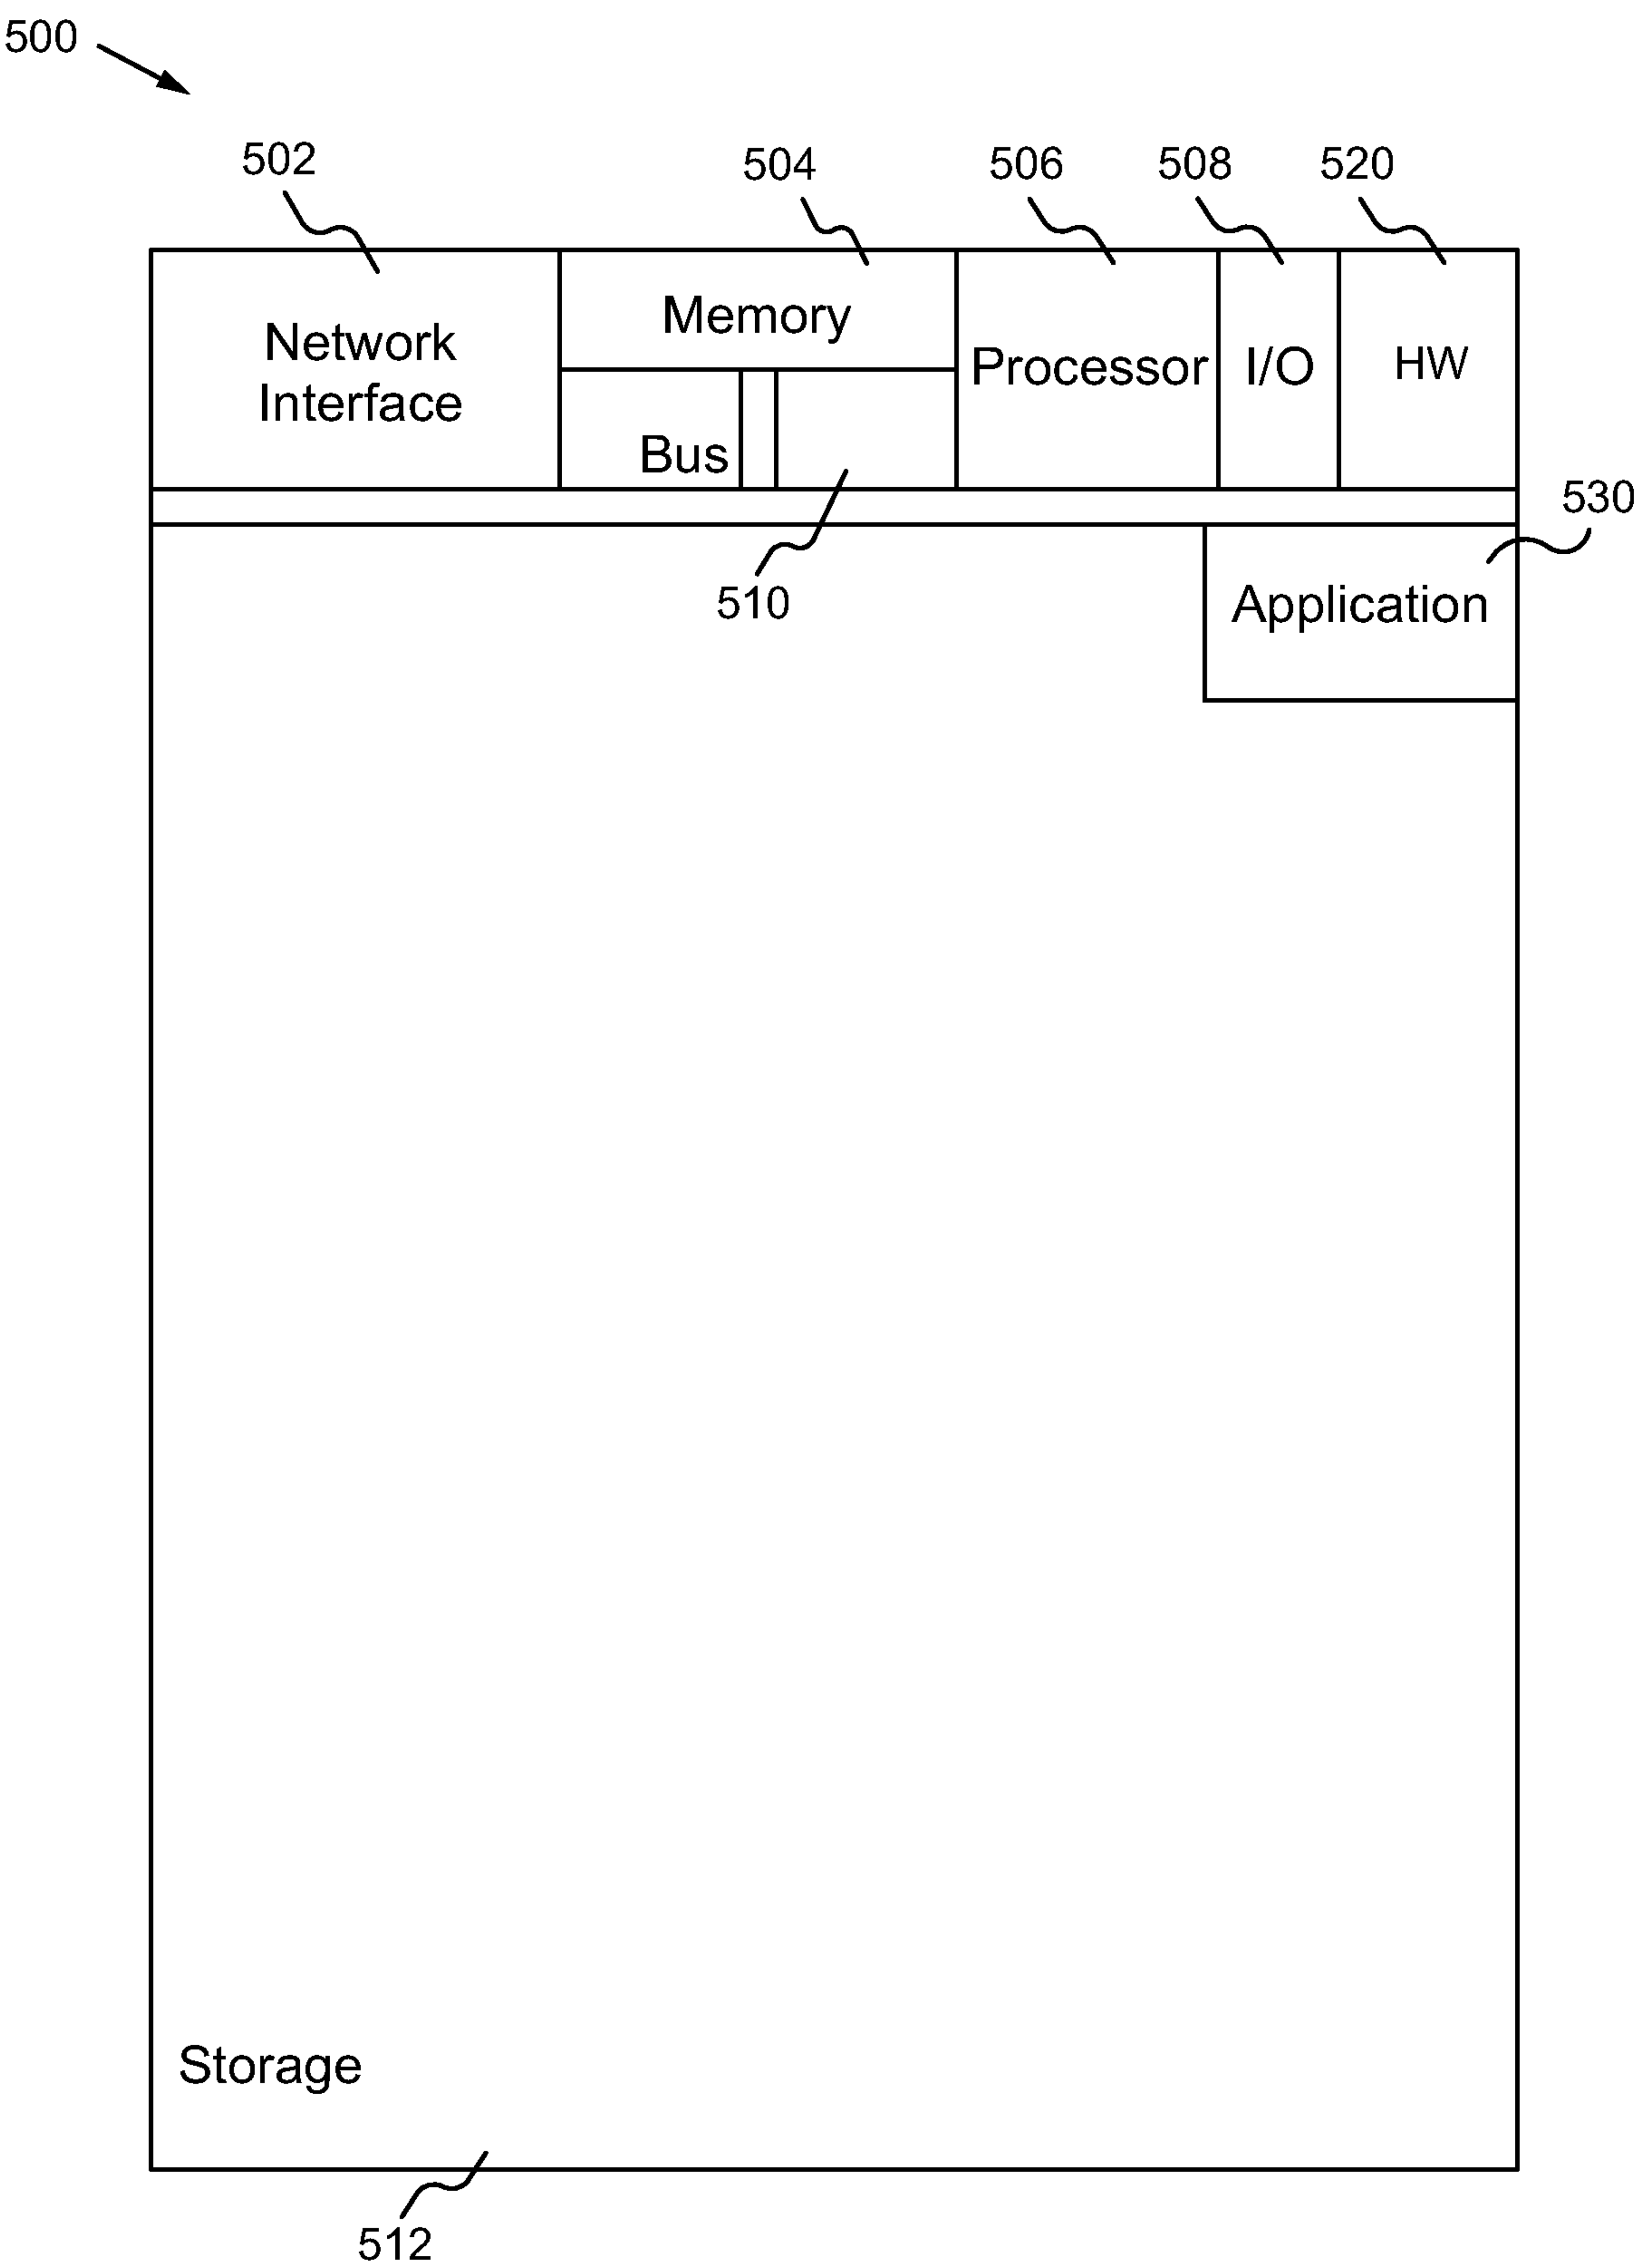 500
502
504
506
508
520
Network
Interface
Memory
Processor
I/O
HW
Bus
530
510
Application
Storage
512